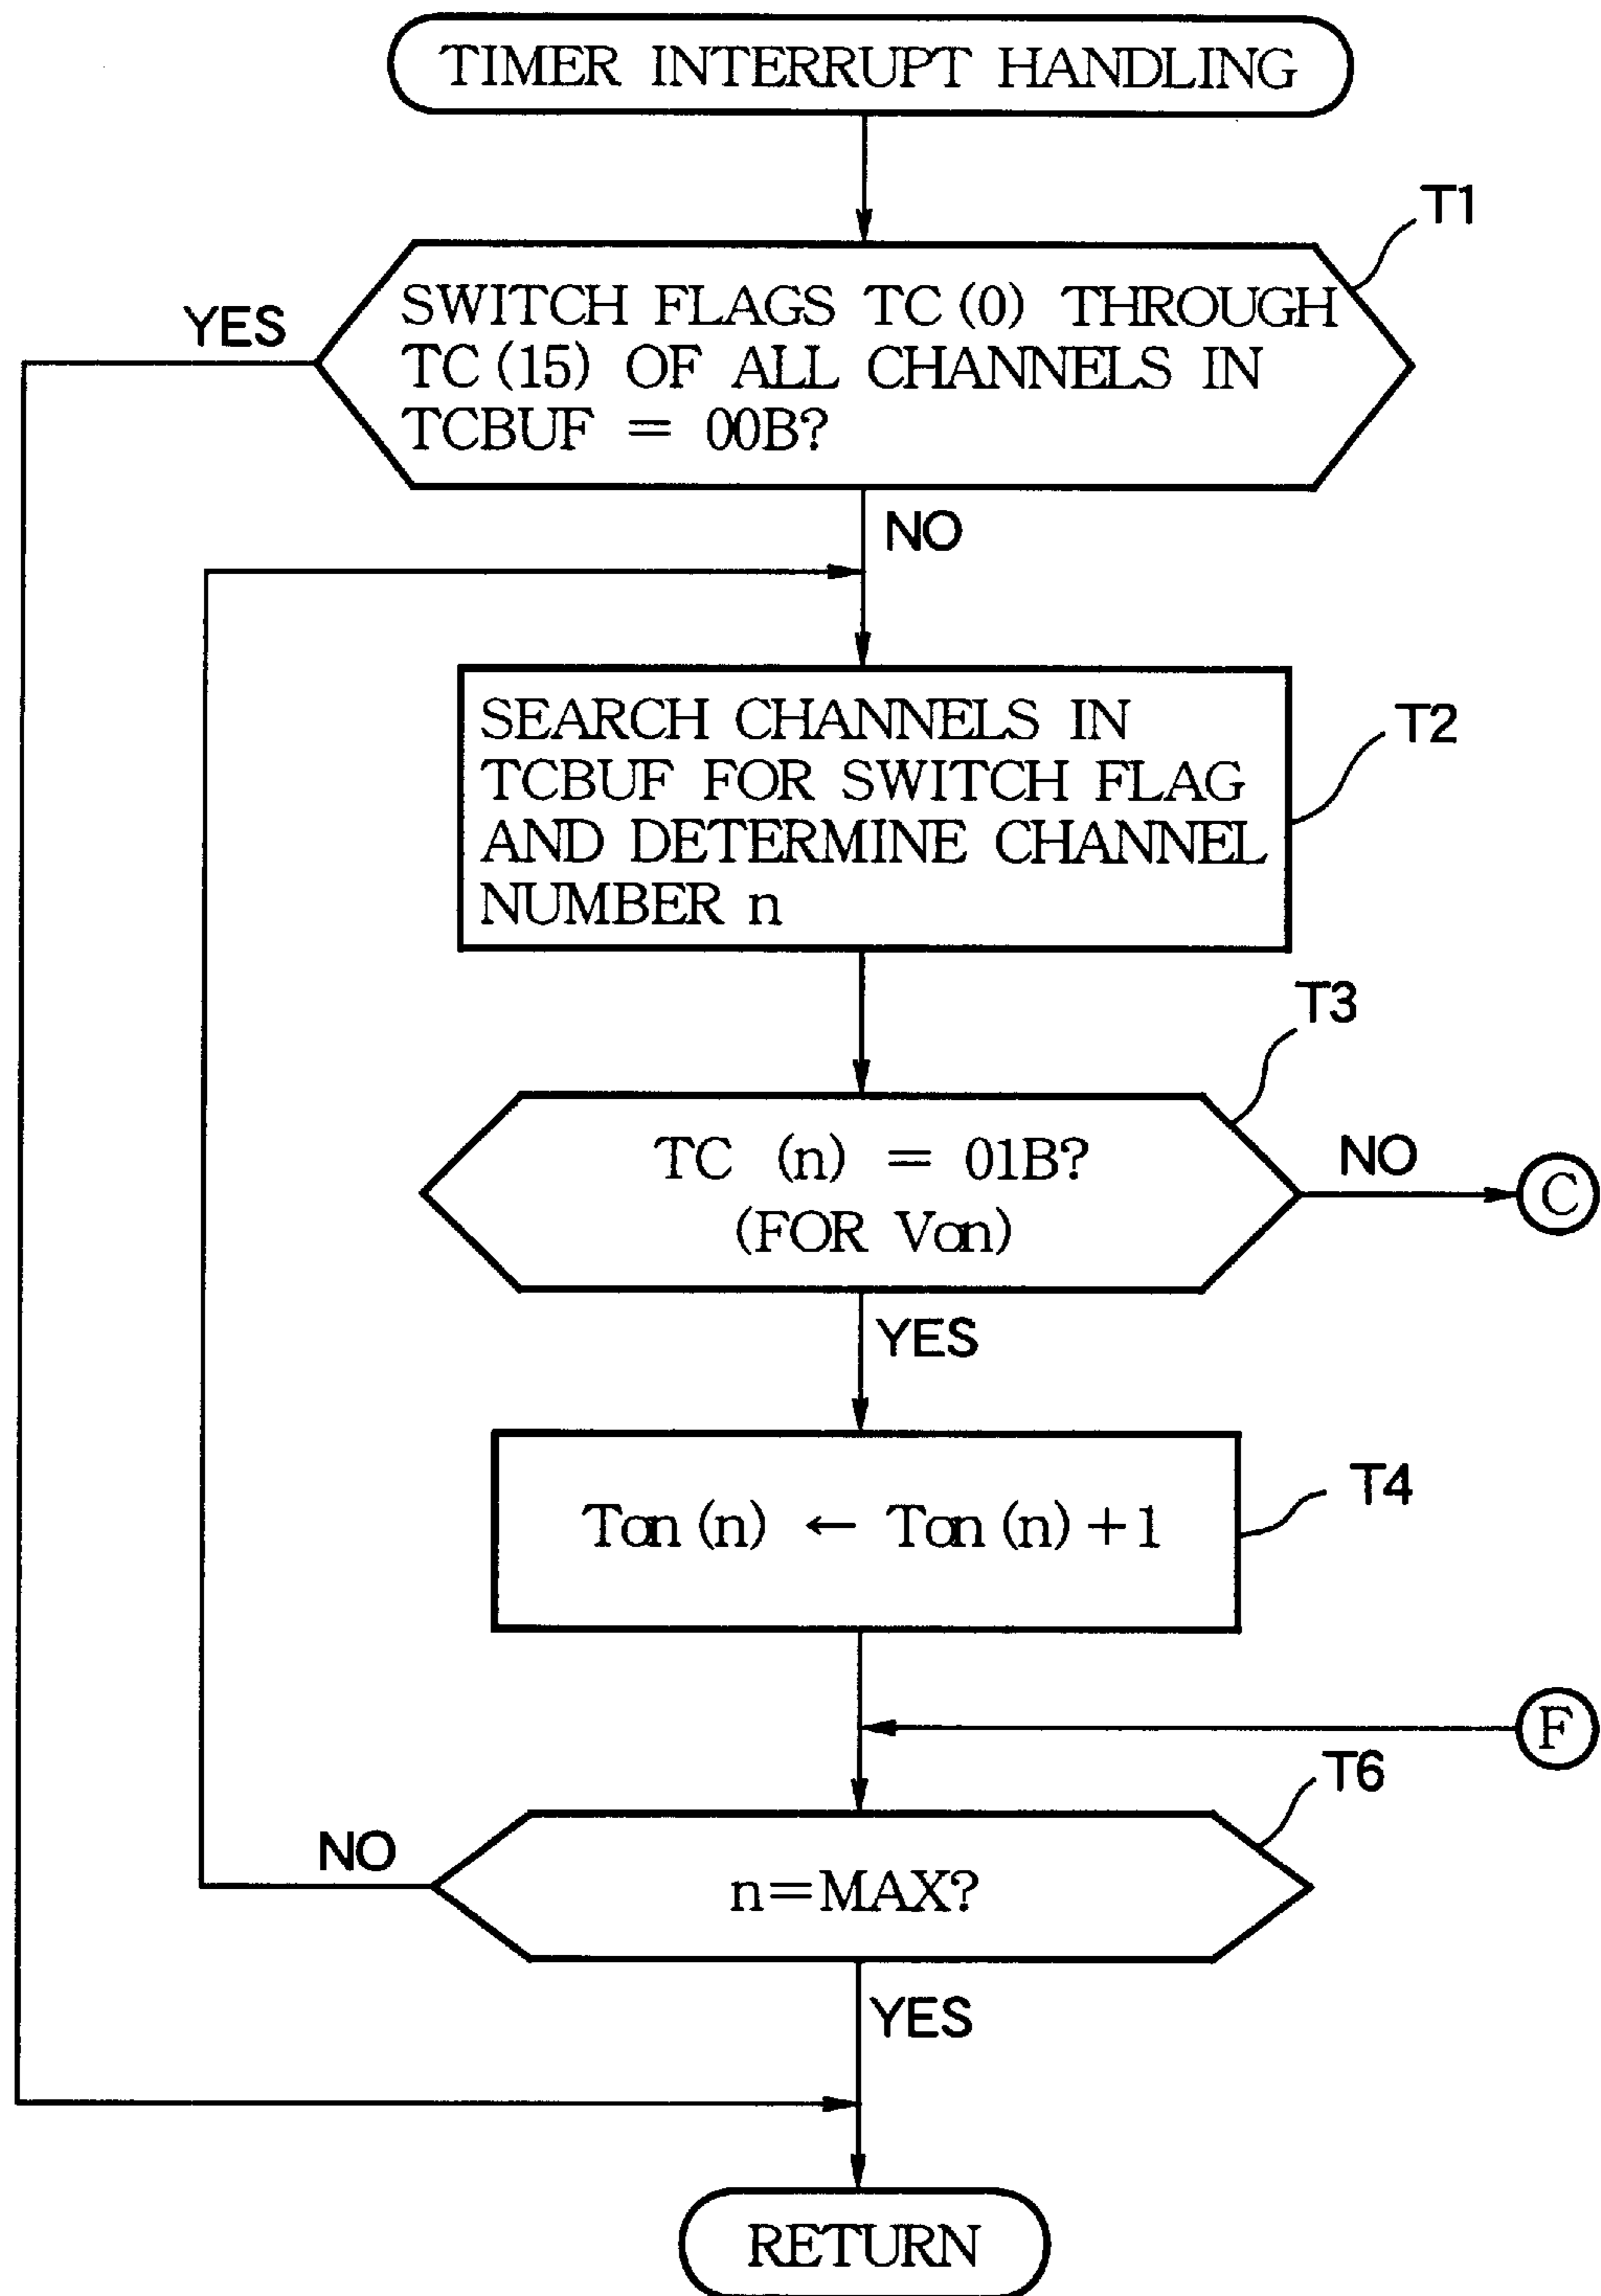 TIMER INTERRUPT HANDLING
T1
YES
SWITCH FLAGS TC (0) THROUGH
TC (15) OF ALL CHANNELS IN
TCBUF = 00B?
NO
SEARCH CHANNELS IN
TCBUF FOR SWITCH FLAG
AND DETERMINE CHANNEL
NUMBER n
T2
T3
TC (n) = 01B?
(FOR Von)
NO
C
YES
T4
Ton (n) ← Ton (n) +1
F
T6
NO
n=MAX?
YES
RETURN